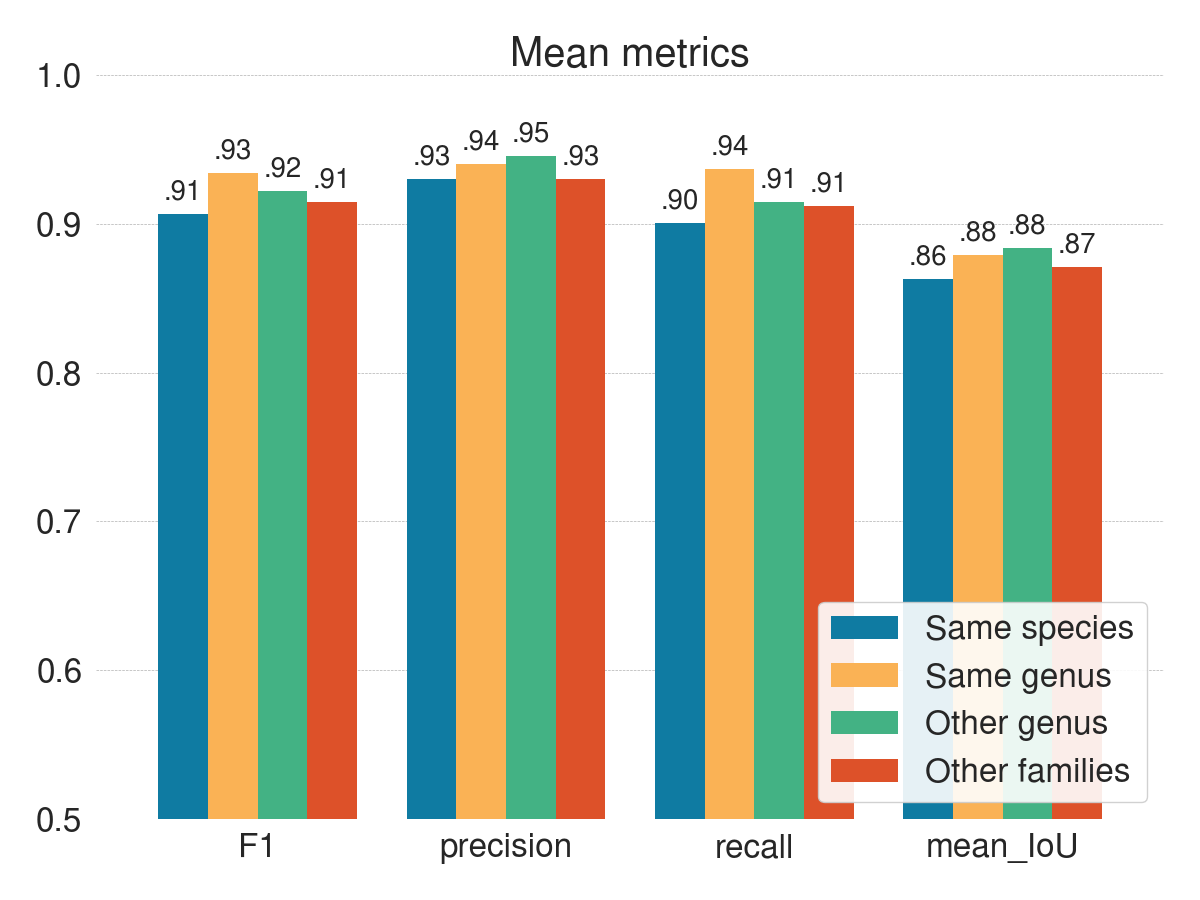 Mean metrics
1.0
0.9
0.8
0.7
0.6
0.5
.91
.93
.92
.91
.93
.94
.95
.93
.90
.94
.91
.91
.86
.88
.88
.87
F1
precision
recall
mean_IoU
Same species
Same genus
Other genus
Other families